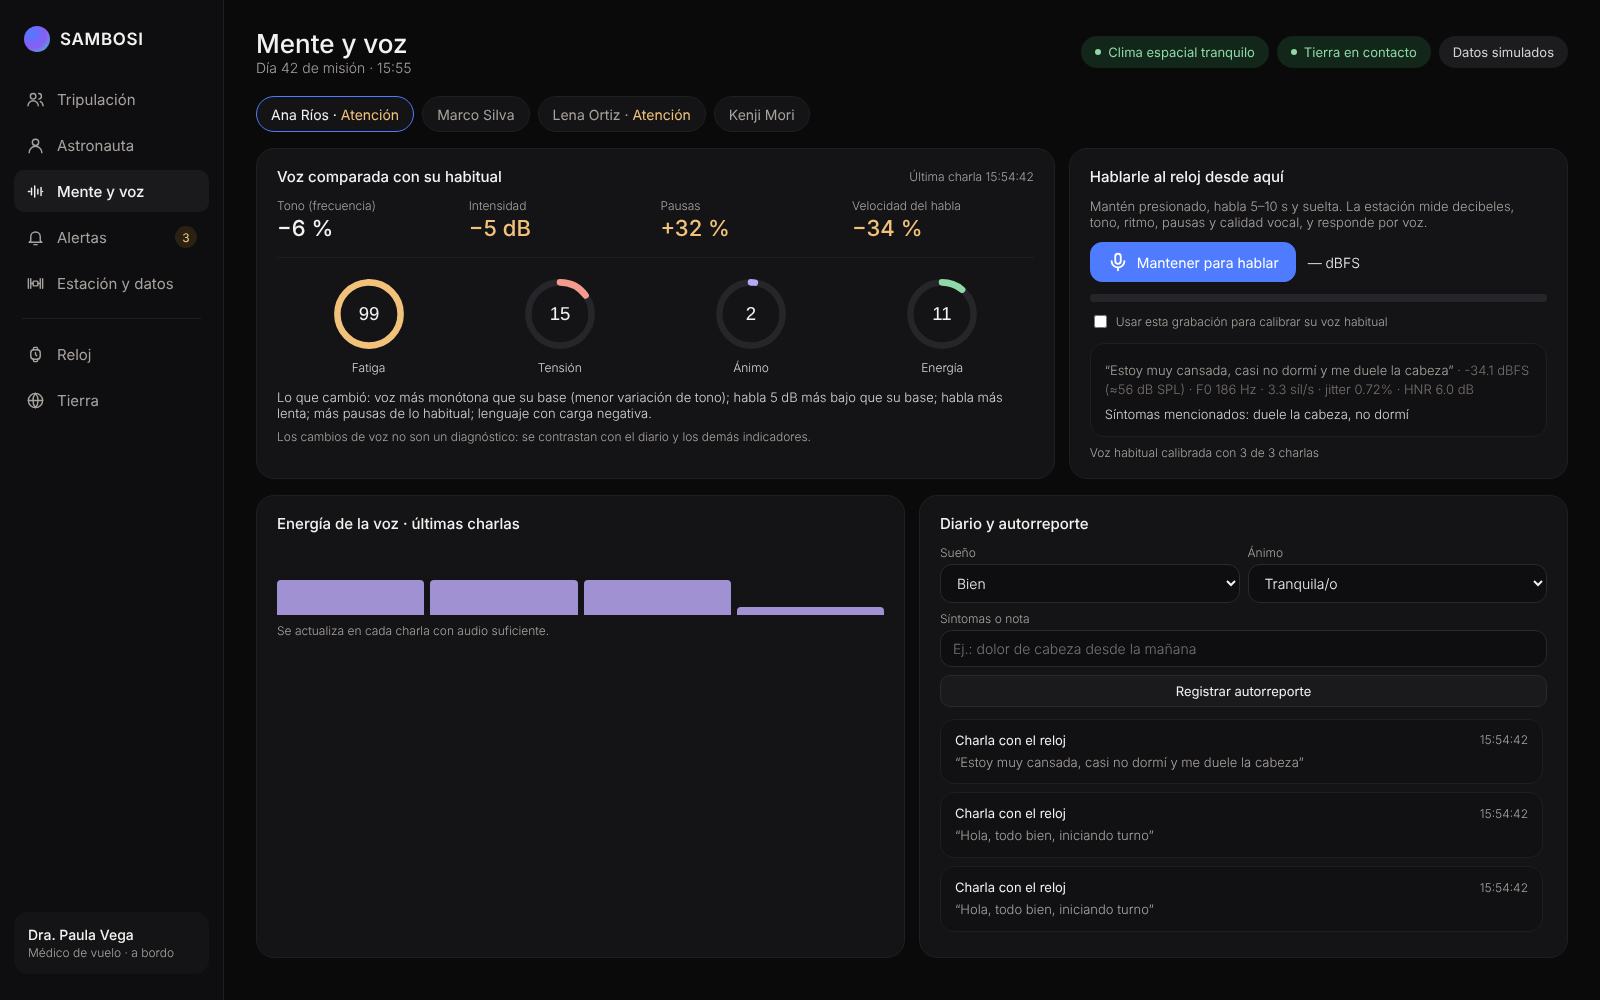 SAMBOSI
Tripulación
Astronauta
Mente y voz
Alertas
3
Estación y datos
Reloj
Tierra
Dra. Paula Vega
Médico de vuelo · a bordo
Mente y voz
Día 42 de misión · 15:55
Clima espacial tranquilo
Tierra en contacto
Datos simulados
Ana Ríos · Atención
Marco Silva
Lena Ortiz · Atención
Kenji Mori
Voz comparada con su habitual
Última charla 15:54:42
Tono (frecuencia)
−6 %
Intensidad
−5 dB
Pausas
+32 %
Velocidad del habla
−34 %
99
Fatiga
15
Tensión
2
Ánimo
11
Energía
Lo que cambió: voz más monótona que su base (menor variación de tono); habla 5 dB más bajo que su base; habla más
lenta; más pausas de lo habitual; lenguaje con carga negativa.
Los cambios de voz no son un diagnóstico: se contrastan con el diario y los demás indicadores.
Hablarle al reloj desde aquí
Mantén presionado, habla 5–10 s y suelta. La estación mide decibeles,
tono, ritmo, pausas y calidad vocal, y responde por voz.
Mantener para hablar
— dBFS
Usar esta grabación para calibrar su voz habitual
“Estoy muy cansada, casi no dormí y me duele la cabeza” · -34.1 dBFS
(≈56 dB SPL) · F0 186 Hz · 3.3 síl/s · jitter 0.72% · HNR 6.0 dB
Síntomas mencionados: duele la cabeza, no dormí
Voz habitual calibrada con 3 de 3 charlas
Energía de la voz · últimas charlas
Se actualiza en cada charla con audio suficiente.
Diario y autorreporte
Sueño
Bien
Ánimo
Tranquila/o
Síntomas o nota
Ej.: dolor de cabeza desde la mañana
Registrar autorreporte
Charla con el reloj
15:54:42
“Estoy muy cansada, casi no dormí y me duele la cabeza”
Charla con el reloj
15:54:42
“Hola, todo bien, iniciando turno”
Charla con el reloj
15:54:42
“Hola, todo bien, iniciando turno”